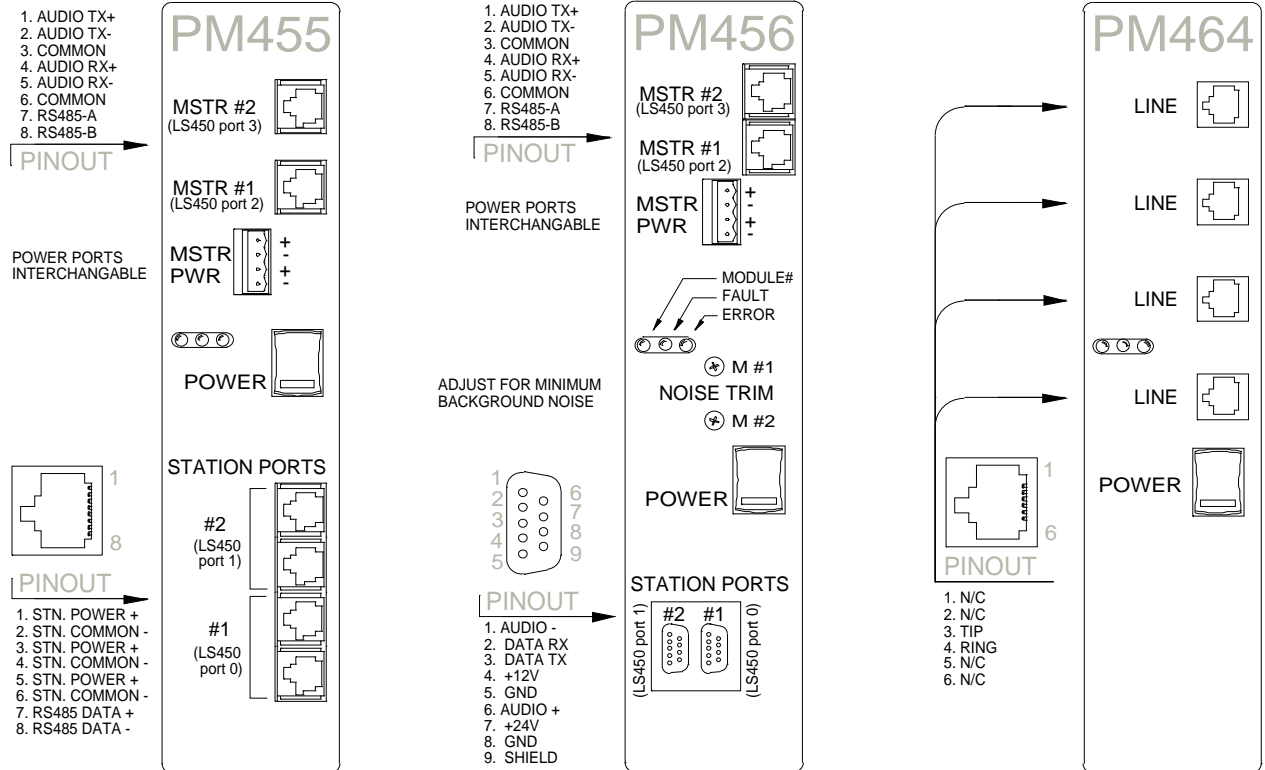 1. AUDIO TX+
2. AUDIO TX-
3. COMMON
4. AUDIO RX+
5. AUDIO RX-
6. COMMON
7. RS485-A
8. RS485-B
PINOUT
POWER PORTS
INTERCHANGABLE
1
8
PINOUT
1. STN. POWER +
2. STN. COMMON -
3. STN. POWER +
4. STN. COMMON -
5. STN. POWER +
6. STN. COMMON -
7. RS485 DATA +
8. RS485 DATA -
PM455
MSTR #2
(LS450 port 3)
MSTR #1
(LS450 port 2)
MSTR
PWR
+
-
+
-
POWER
STATION PORTS
#2
(LS450
port 1)
#1
(LS450
port 0)
1. AUDIO TX+
2. AUDIO TX-
3. COMMON
4. AUDIO RX+
5. AUDIO RX-
6. COMMON
7. RS485-A
8. RS485-B
PINOUT
POWER PORTS
INTERCHANGABLE
ADJUST FOR MINIMUM
BACKGROUND NOISE
1
2
3
4
5
6
7
8
9
PINOUT
1. AUDIO -
2. DATA RX
3. DATA TX
4. +12V
5. GND
6. AUDIO +
7. +24V
8. GND
9. SHIELD
PM456
MSTR #2
(LS450 port 3)
MSTR #1
(LS450 port 2)
MSTR
PWR
+
-
+
-
MODULE#
FAULT
ERROR
M #1
NOISE TRIM
M #2
POWER
STATION PORTS
(LS450 port 1)
#2
#1
(LS450 port 0)
PM464
LINE
LINE
LINE
LINE
POWER
1
6
PINOUT
1. N/C
2. N/C
3. TIP
4. RING
5. N/C
6. N/C